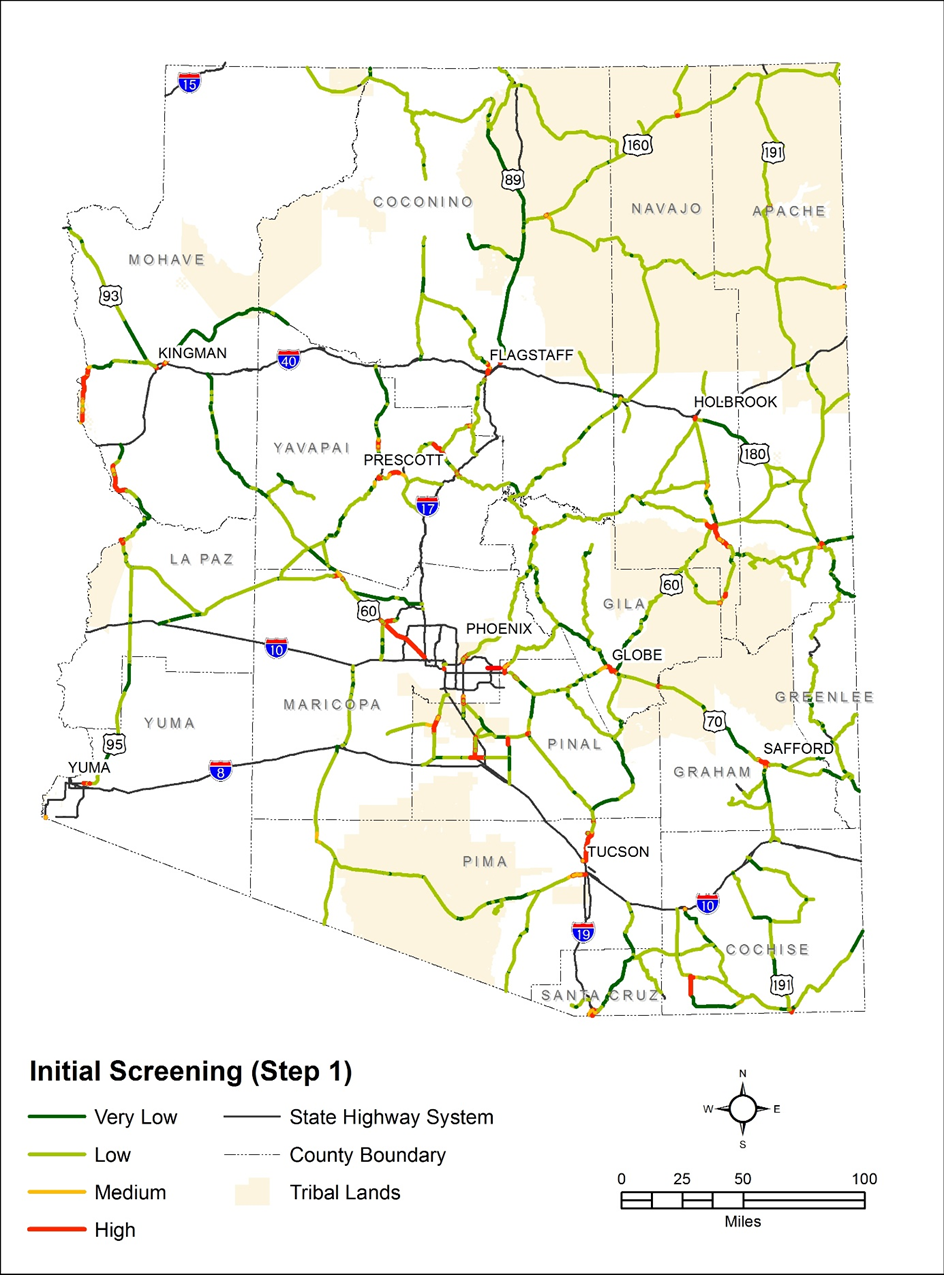 15
160
191
89
COCONINO
NAVAJO
APACHE
MOHAVE
93
KINGMAN
40
FLAGSTAFF
HOLBROOK
YAVAPAI
180
PRESCOTT
17
LA PAZ
60
60
GILA
PHOENIX
10
GLOBE
MARICOPA
GREENLEE
YUMA
70
95
PINAL
SAFFORD
YUMA
8
GRAHAM
TUCSON
PIMA
10
19
COCHISE
191
SANTA CRUZ
Initial Screening (Step 1)
Very Low
State Highway System
Low
County Boundary
Medium
Tribal Lands
High
N
W
E
S
0 25 50 100
Miles